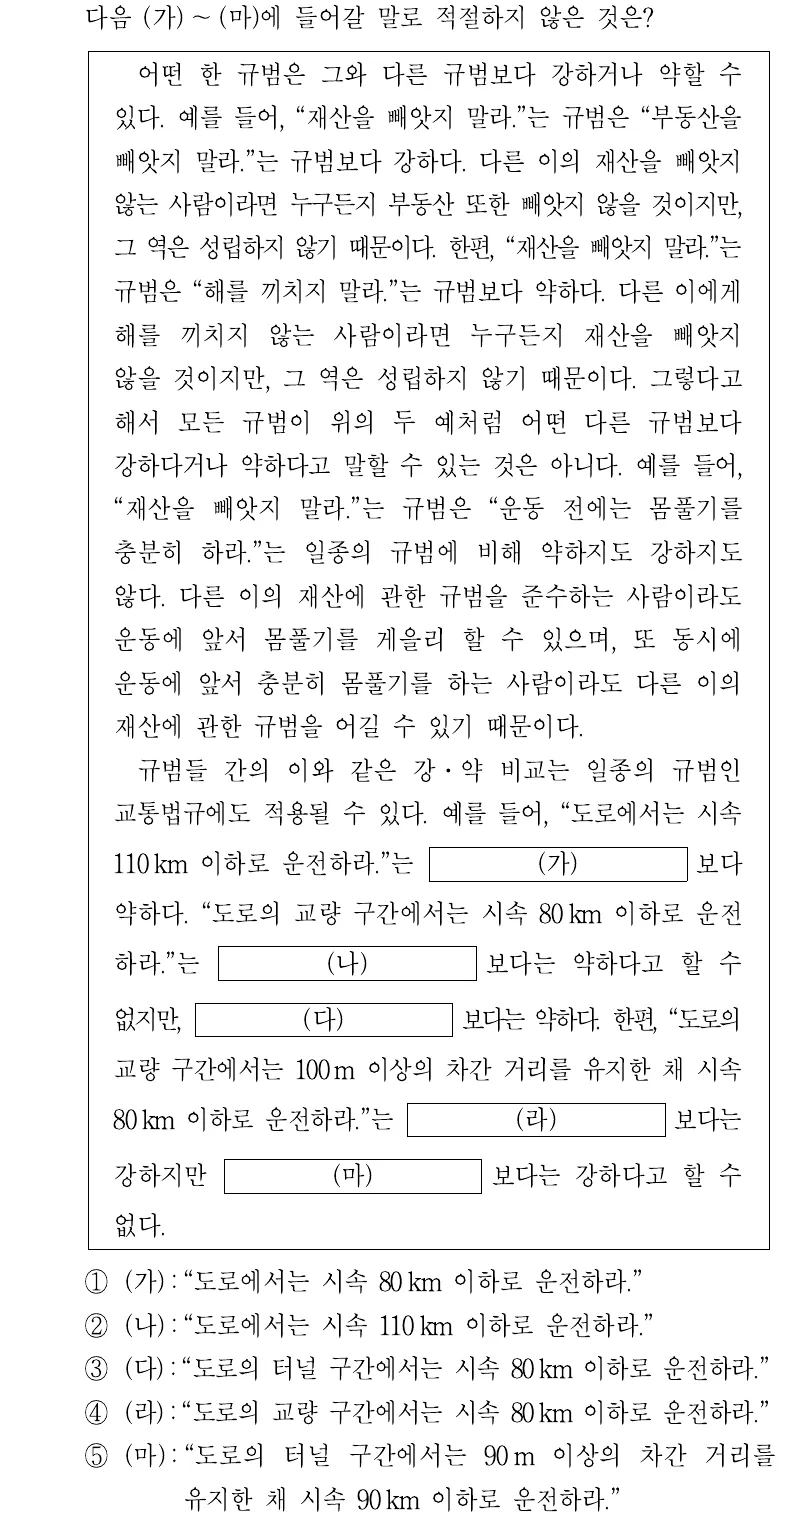 다음 (가) ~ (마)에 들어갈 말로 적절하지 않은 것은?
어떤 한 규범은 그와 다른 규범보다 강하거나 약할 수
있다. 예를 들어, “재산을 빼앗지 말라.”는 규범은 “부동산을
빼앗지 말라.”는 규범보다 강하다. 다른 이의 재산을 빼앗지
않는 사람이라면 누구든지 부동산 또한 빼앗지 않을 것이지만,
그 역은 성립하지 않기 때문이다. 한편, “재산을 빼앗지 말라.”는
규범은 “해를 끼치지 말라.”는 규범보다 약하다. 다른 이에게
해를 끼치지 않는 사람이라면 누구든지 재산을 빼앗지
않을 것이지만, 그 역은 성립하지 않기 때문이다. 그렇다고
해서 모든 규범이 위의 두 예처럼 어떤 다른 규범보다
강하다거나 약하다고 말할 수 있는 것은 아니다. 예를 들어,
“재산을 빼앗지 말라.”는 규범은 “운동 전에는 몸풀기를
충분히 하라.”는 일종의 규범에 비해 약하지도 강하지도
않다. 다른 이의 재산에 관한 규범을 준수하는 사람이라도
운동에 앞서 몸풀기를 게을리 할 수 있으며, 또 동시에
운동에 앞서 충분히 몸풀기를 하는 사람이라도 다른 이의
재산에 관한 규범을 어길 수 있기 때문이다.
규범들 간의 이와 같은 강·약 비교는 일종의 규범인
교통법규에도 적용될 수 있다. 예를 들어, “도로에서는 시속
110 km 이하로 운전하라.”는 (가) 보다
약하다. “도로의 교량 구간에서는 시속 80 km 이하로 운전
하라.”는 (나) 보다는 약하다고 할 수
없지만, (다) 보다는 약하다. 한편, “도로의
교량 구간에서는 100 m 이상의 차간 거리를 유지한 채 시속
80 km 이하로 운전하라.”는 (라) 보다는
강하지만 (마) 보다는 강하다고 할 수
없다.
① (가) : “도로에서는 시속 80 km 이하로 운전하라.”
② (나) : “도로에서는 시속 110 km 이하로 운전하라.”
③ (다) : “도로의 터널 구간에서는 시속 80 km 이하로 운전하라.”
④ (라) : “도로의 교량 구간에서는 시속 80 km 이하로 운전하라.”
⑤ (마) : “도로의 터널 구간에서는 90 m 이상의 차간 거리를
유지한 채 시속 90 km 이하로 운전하라.”